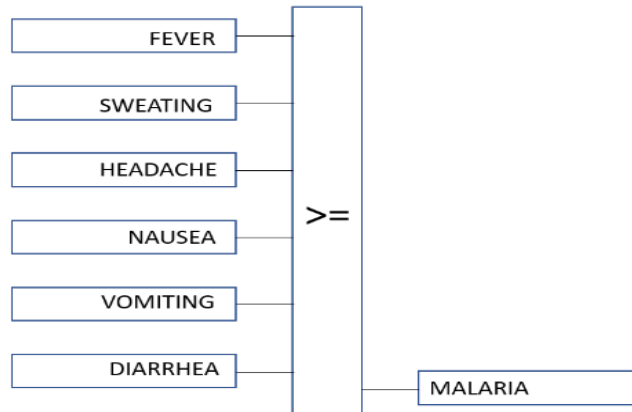 FEVER
SWEATING
HEADACHE
NAUSEA
>=
VOMITING
DIARRHEA
MALARIA